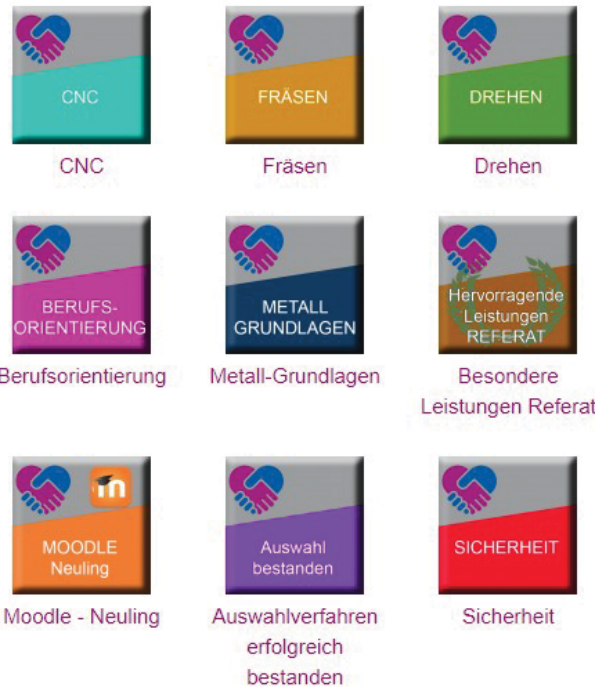 CNC
FRÄSEN
DREHEN
CNC
Fräsen
Drehen
BERUFS-
ORIENTIERUNG
METALL
GRUNDLAGEN
Hervorragende
Leistungen
REFERAT
Berufsorientierung
Metall-Grundlagen
Besondere
Leistungen Referat
MOODLE
Neuling
Auswahl
bestanden
SICHERHEIT
Moodle - Neuling
Auswahlverfahren
erfolgreich
bestanden
Sicherheit